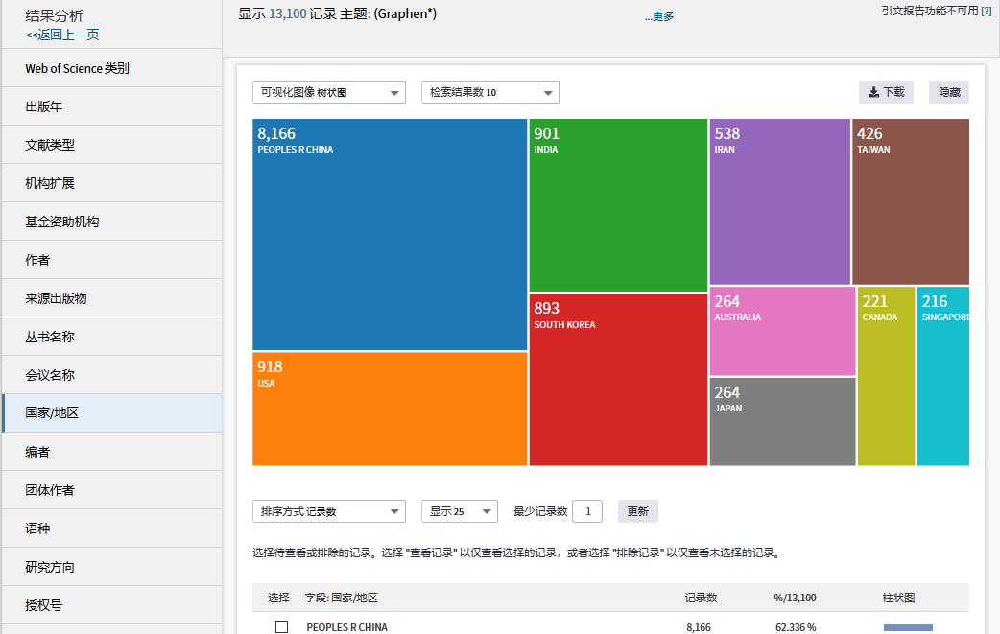 结果分析
<<返回上一页
Web of Science 类别
出版年
文献类型
机构扩展
基金资助机构
作者
来源出版物
丛书名称
会议名称
国家/地区
编者
团体作者
语种
研究方向
授权号
显示 13,100 记录 主题: (Graphen*)
...更多
引文报告功能不可用 [?]
可视化图像 树状图
检索结果数 10
下载
隐藏
8,166
PEOPLES R CHINA
901
INDIA
538
IRAN
426
TAIWAN
918
USA
893
SOUTH KOREA
264
AUSTRALIA
264
JAPAN
221
CANADA
216
SINGAPORE
排序方式 记录数
显示 25
最少记录数 1
更新
选择待查看或排除的记录。选择 "查看记录" 以仅查看选择的记录，或者选择 "排除记录" 以仅查看未选择的记录。
选择 字段: 国家/地区 记录数 %/13,100 柱状图
PEOPLES R CHINA 8,166 62.336 %